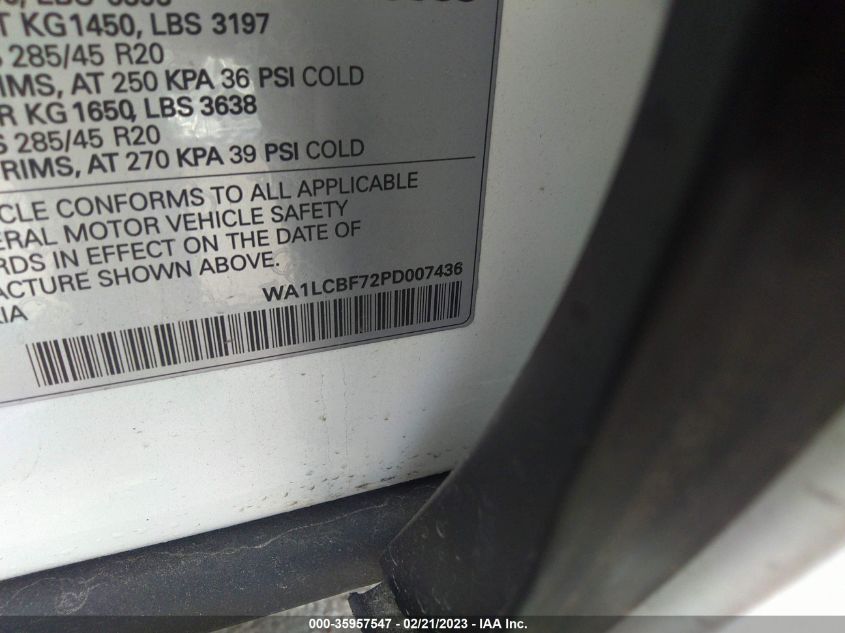 T KG1450, LBS 3197
285/45 R20
RIMS, AT 250 KPA 36 PSI COLD
R KG 1650, LBS 3638
S 285/45 R20
RIMS, AT 270 KPA 39 PSI COLD
CLE CONFORMS TO ALL APPLICABLE
ERAL MOTOR VEHICLE SAFETY
RDS IN EFFECT ON THE DATE OF
ACTURE SHOWN ABOVE.
WA1LCBF72PD007436
IA
000-35957547 - 02/21/2023 - IAA Inc.